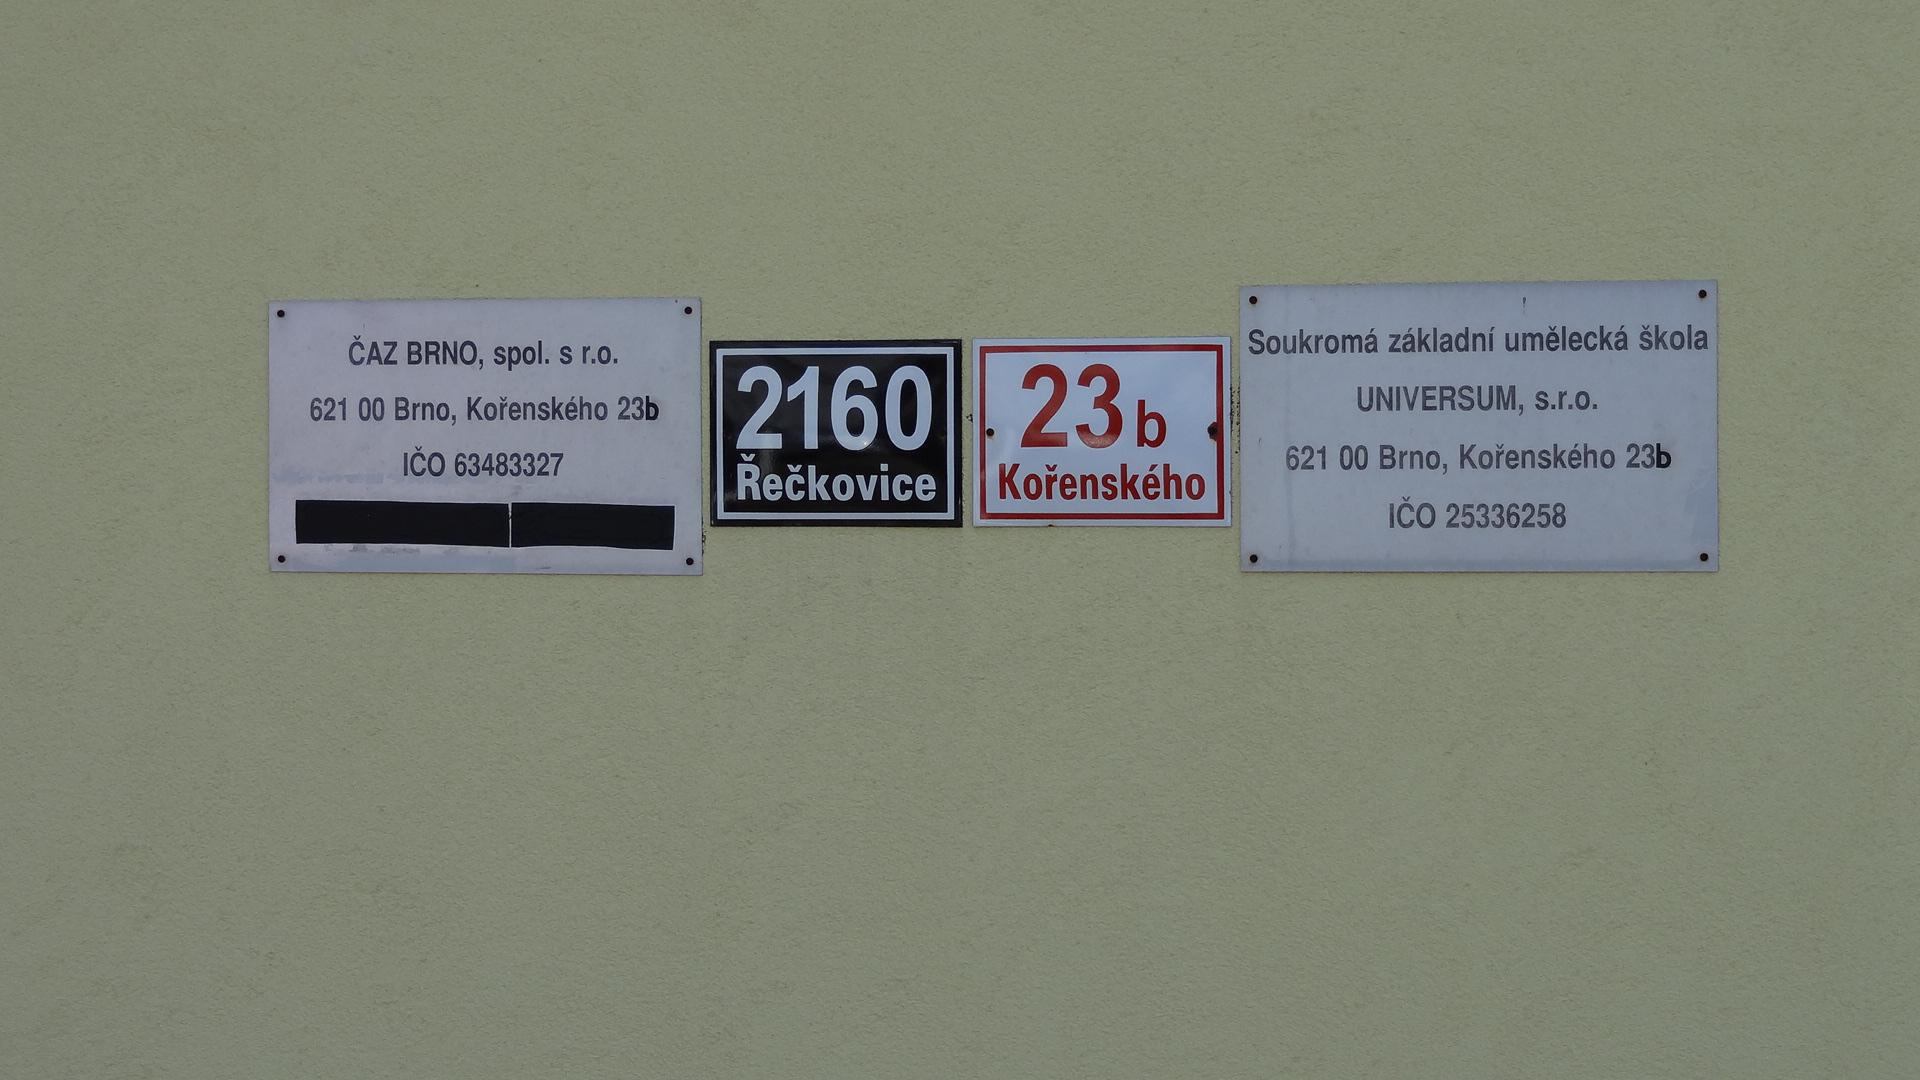 ČAZ BRNO, spol. s r.o.
621 00 Brno, Kořenského 23b
IČO 63483327
2160
Řečkovice
23b
Kořenského
Soukromá základní umělecká škola
UNIVERSUM, s.r.o.
621 00 Brno, Kořenského 23b
IČO 25336258